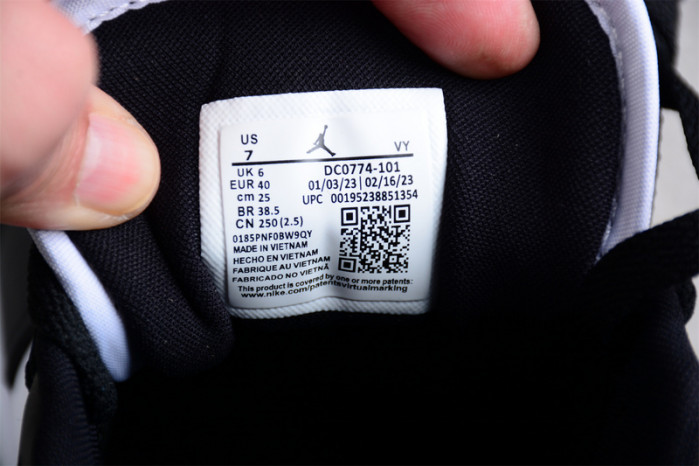 US
7 VY
UK 6 DC0774-101
EUR 40 01/03/23 | 02/16/23
cm 25 UPC 00195238851354
BR 38.5
CN 250 (2.5)
0185PNF0BW9QY
MADE IN VIETNAM
HECHO EN VIETNAM
FABRIQUE AU VIETNAM
FABRICADO NO VIETNÃ
This product is covered by one or more patents:
www.nike.com/patentsvirtualmarking